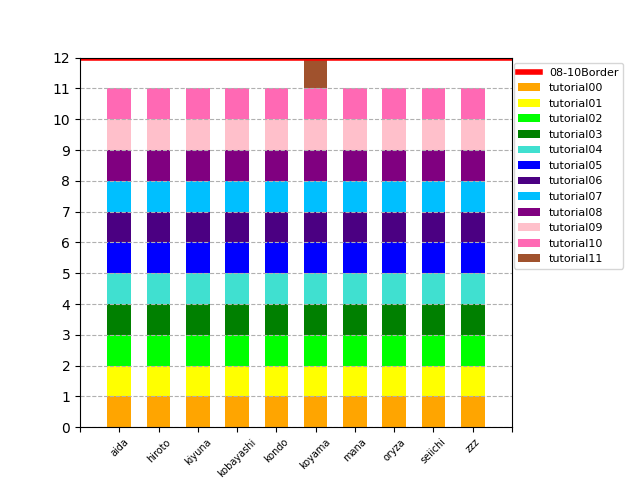 12
11
10
9
8
7
6
5
4
3
2
1
0
aida
hiroto
kiyuna
kobayashi
kondo
koyama
mana
oryza
seiichi
zzz
08-10Border
tutorial00
tutorial01
tutorial02
tutorial03
tutorial04
tutorial05
tutorial06
tutorial07
tutorial08
tutorial09
tutorial10
tutorial11